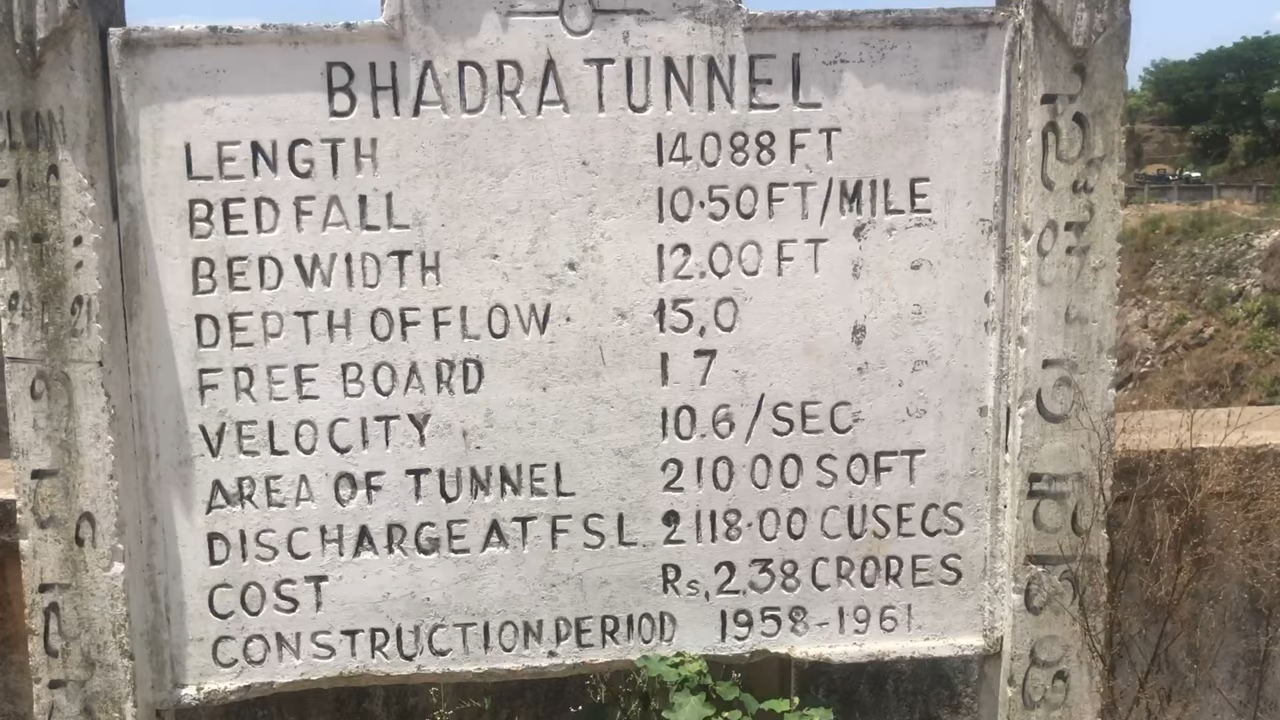 BHADRA TUNNEL
LENGTH 14088 FT
BED FALL 10·50 FT/MILE
BED WIDTH 12.00 FT
DEPTH OF FLOW 15.0
FREE BOARD 1.7
VELOCITY 10.6/SEC
AREA OF TUNNEL 210 00 SOFT
DISCHARGE AT FSL 2118·00 CUSECS
COST Rs, 2.38 CRORES
CONSTRUCTION PERIOD 1958-1961